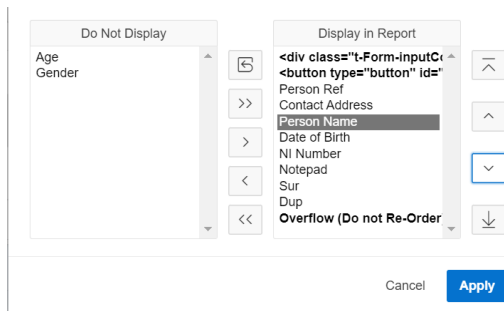 Do Not Display
Display in Report
Age
Gender
<div class="t-Form-inputCo
<button type="button" id="
Person Ref
Contact Address
Person Name
Date of Birth
NI Number
Notepad
Sur
Dup
Overflow (Do not Re-Order
>>
>
<
<<
Cancel
Apply